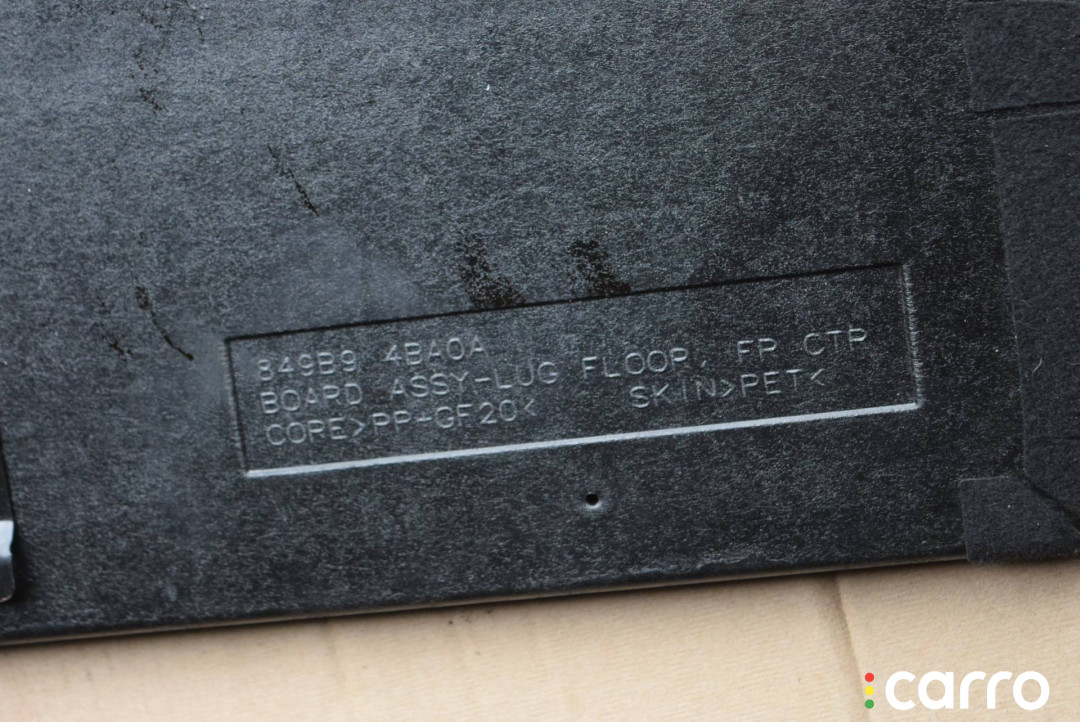 849B9 4BA0A
BOARD ASSY-LUG FLOOR, FR CTR
CORE>PP-GF20< SKIN>PET<
carro